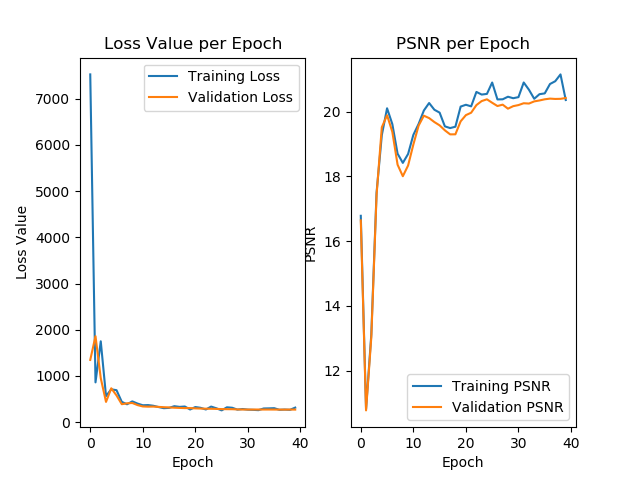 Loss Value per Epoch
Training Loss
Validation Loss
7000
6000
5000
4000
3000
2000
1000
0
Loss Value
0 10 20 30 40
Epoch
PSNR per Epoch
20
18
16
14
12
PSNR
Training PSNR
Validation PSNR
0 10 20 30 40
Epoch